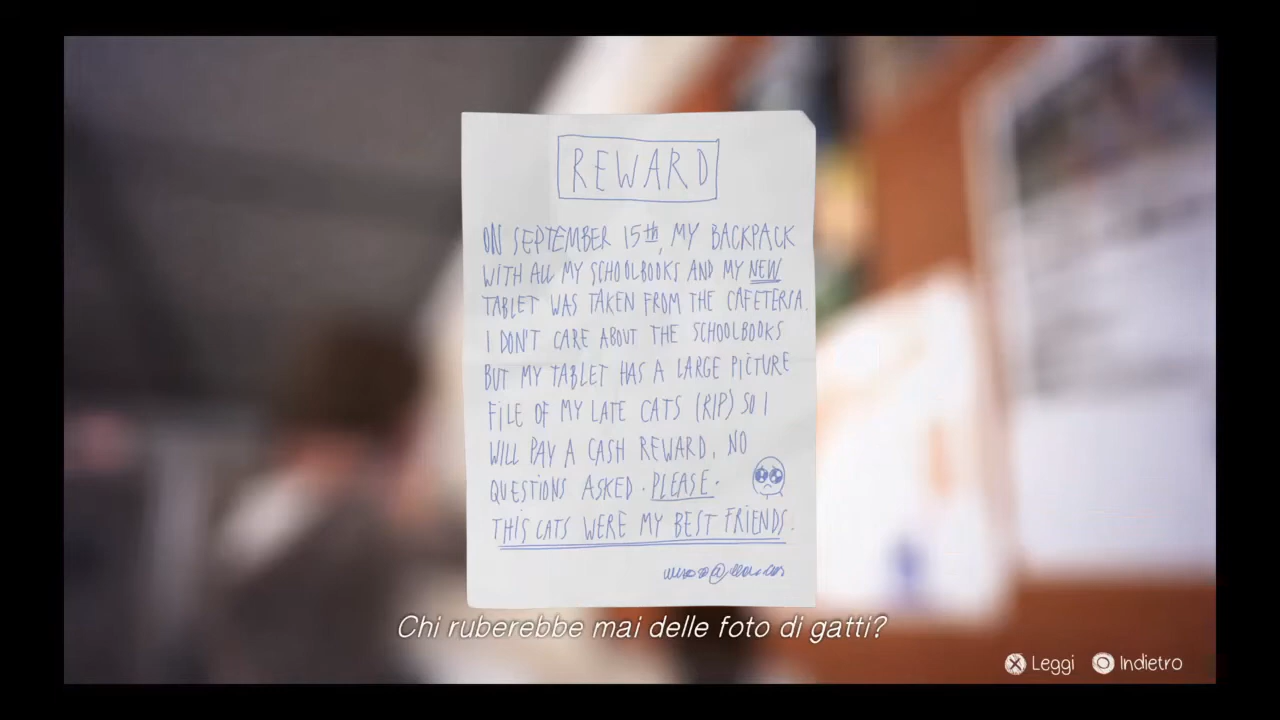 REWARD
ON SEPTEMBER 15th, MY BACKPACK
WITH ALL MY SCHOOLBOOKS AND MY NEW
TABLET WAS TAKEN FROM THE CAFETERIA.
I DON'T CARE ABOUT THE SCHOOLBOOKS
BUT MY TABLET HAS A LARGE PICTURE
FILE OF MY LATE CATS (RIP) SO I
WILL PAY A CASH REWARD, NO
QUESTIONS ASKED. PLEASE.
THIS CATS WERE MY BEST FRIENDS.
Chi ruberebbe mai delle foto di gatti?
Leggi Indietro